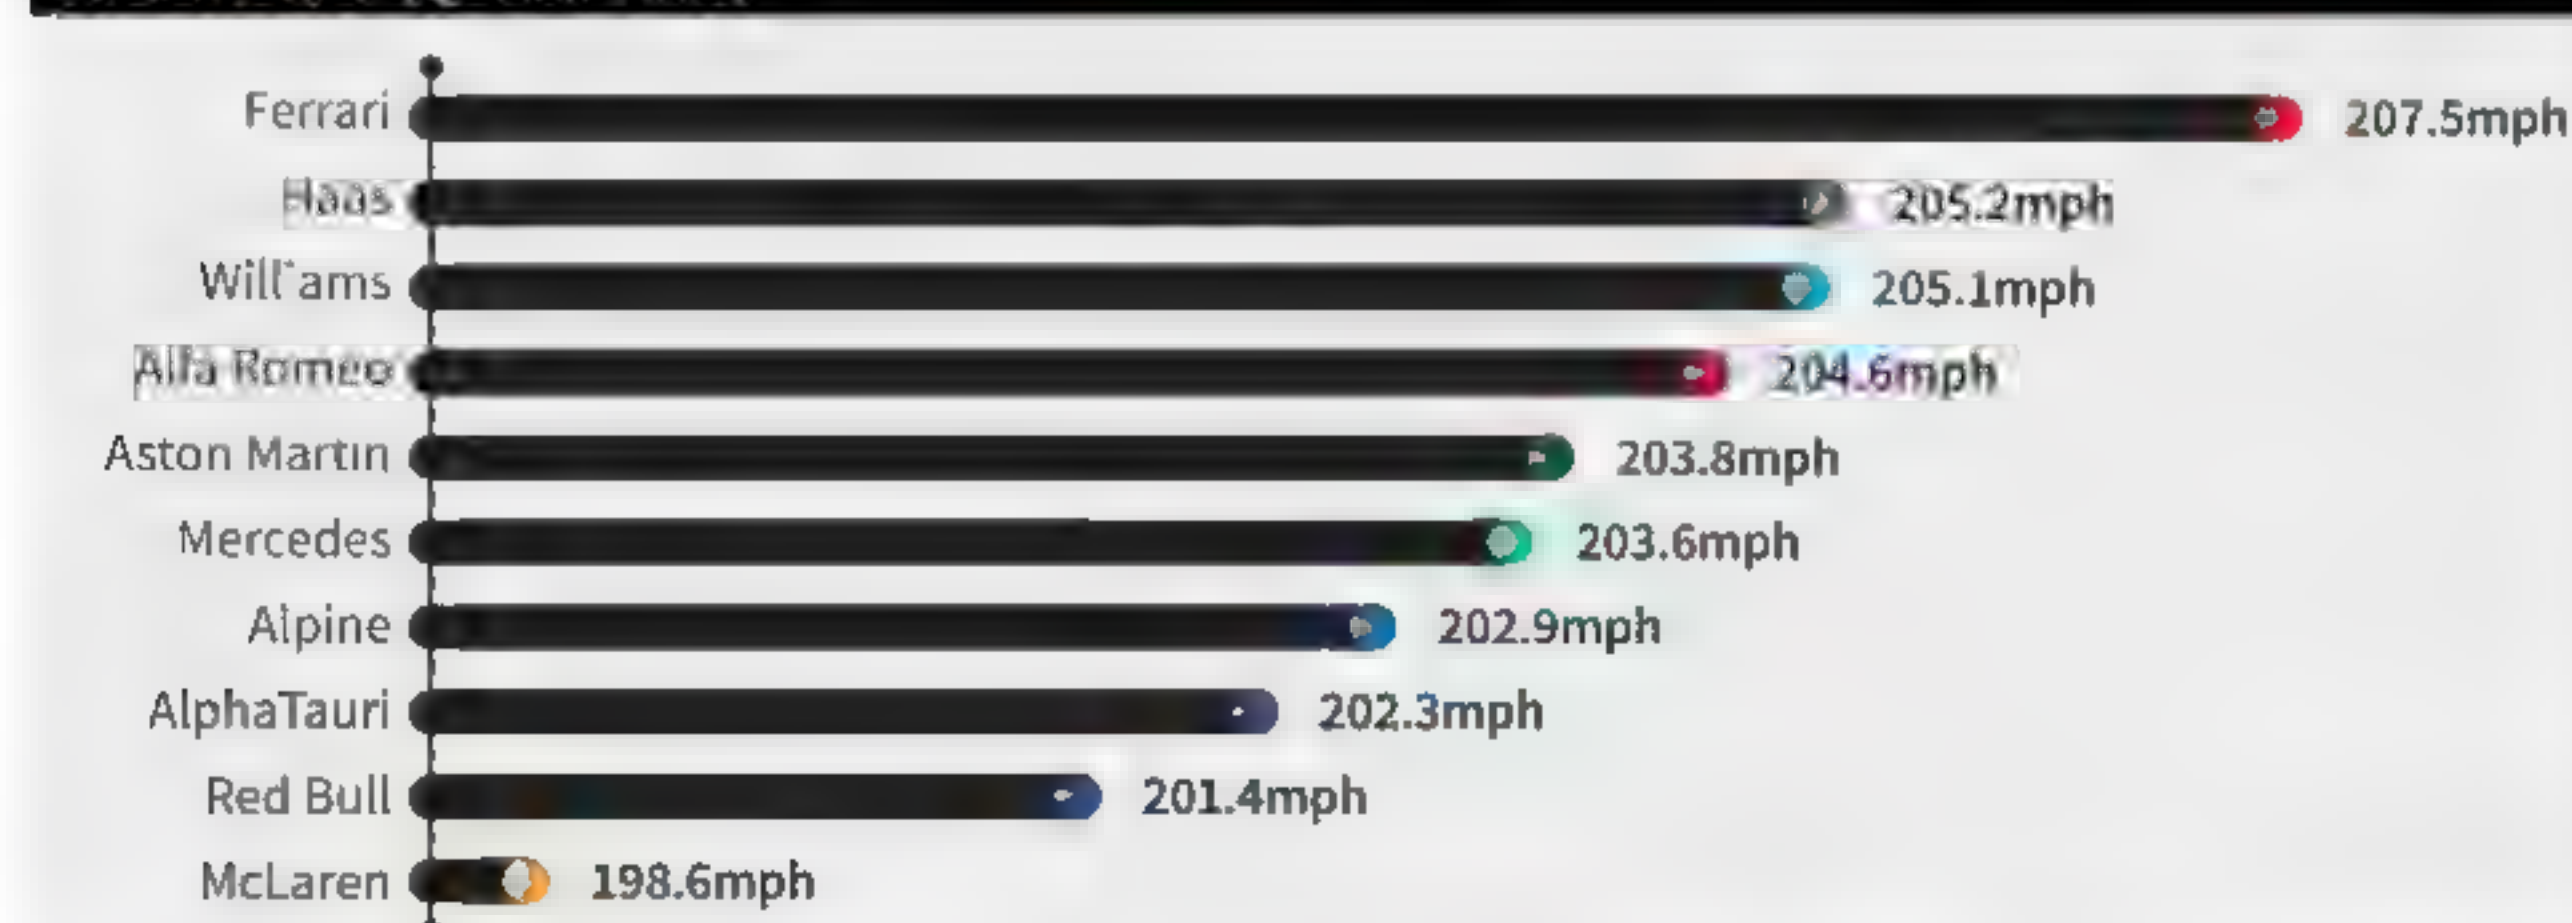 Ferrari 207.5mph
Haas 205.2mph
Williams 205.1mph
Alfa Romeo 204.6mph
Aston Martin 203.8mph
Mercedes 203.6mph
Alpine 202.9mph
AlphaTauri 202.3mph
Red Bull 201.4mph
McLaren 198.6mph